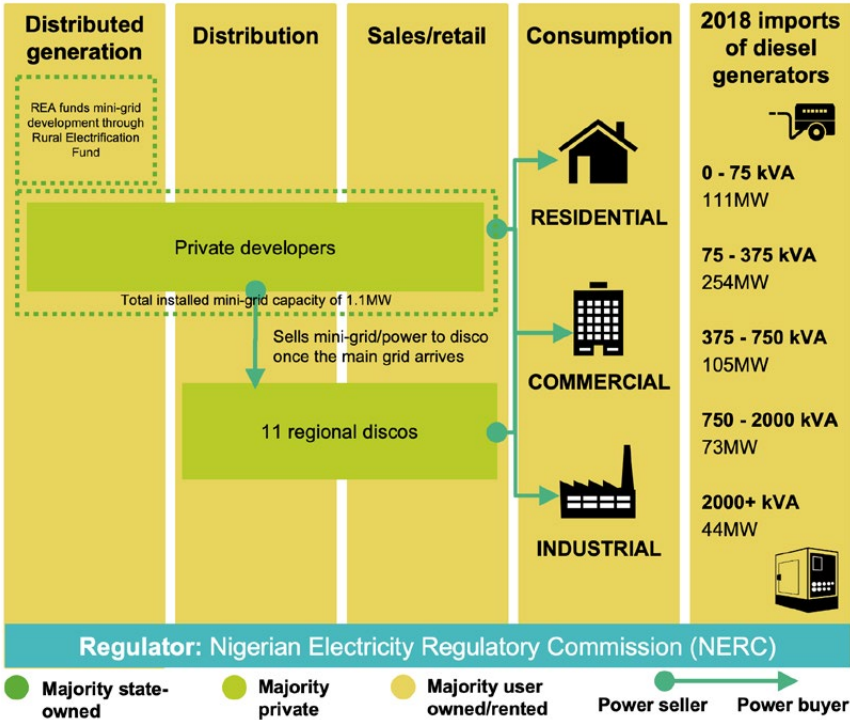 Distributed
generation
Distribution
Sales/retail
Consumption
2018 imports
of diesel
generators
REA funds mini-grid
development through
Rural Electrification
Fund
Private developers
Total installed mini-grid capacity of 1.1MW
Sells mini-grid/power to disco
once the main grid arrives
11 regional discos
RESIDENTIAL
COMMERCIAL
INDUSTRIAL
0 - 75 kVA
111MW
75 - 375 kVA
254MW
375 - 750 kVA
105MW
750 - 2000 kVA
73MW
2000+ kVA
44MW
Regulator: Nigerian Electricity Regulatory Commission (NERC)
Majority state-
owned
Majority
private
Majority user
owned/rented
Power seller
Power buyer